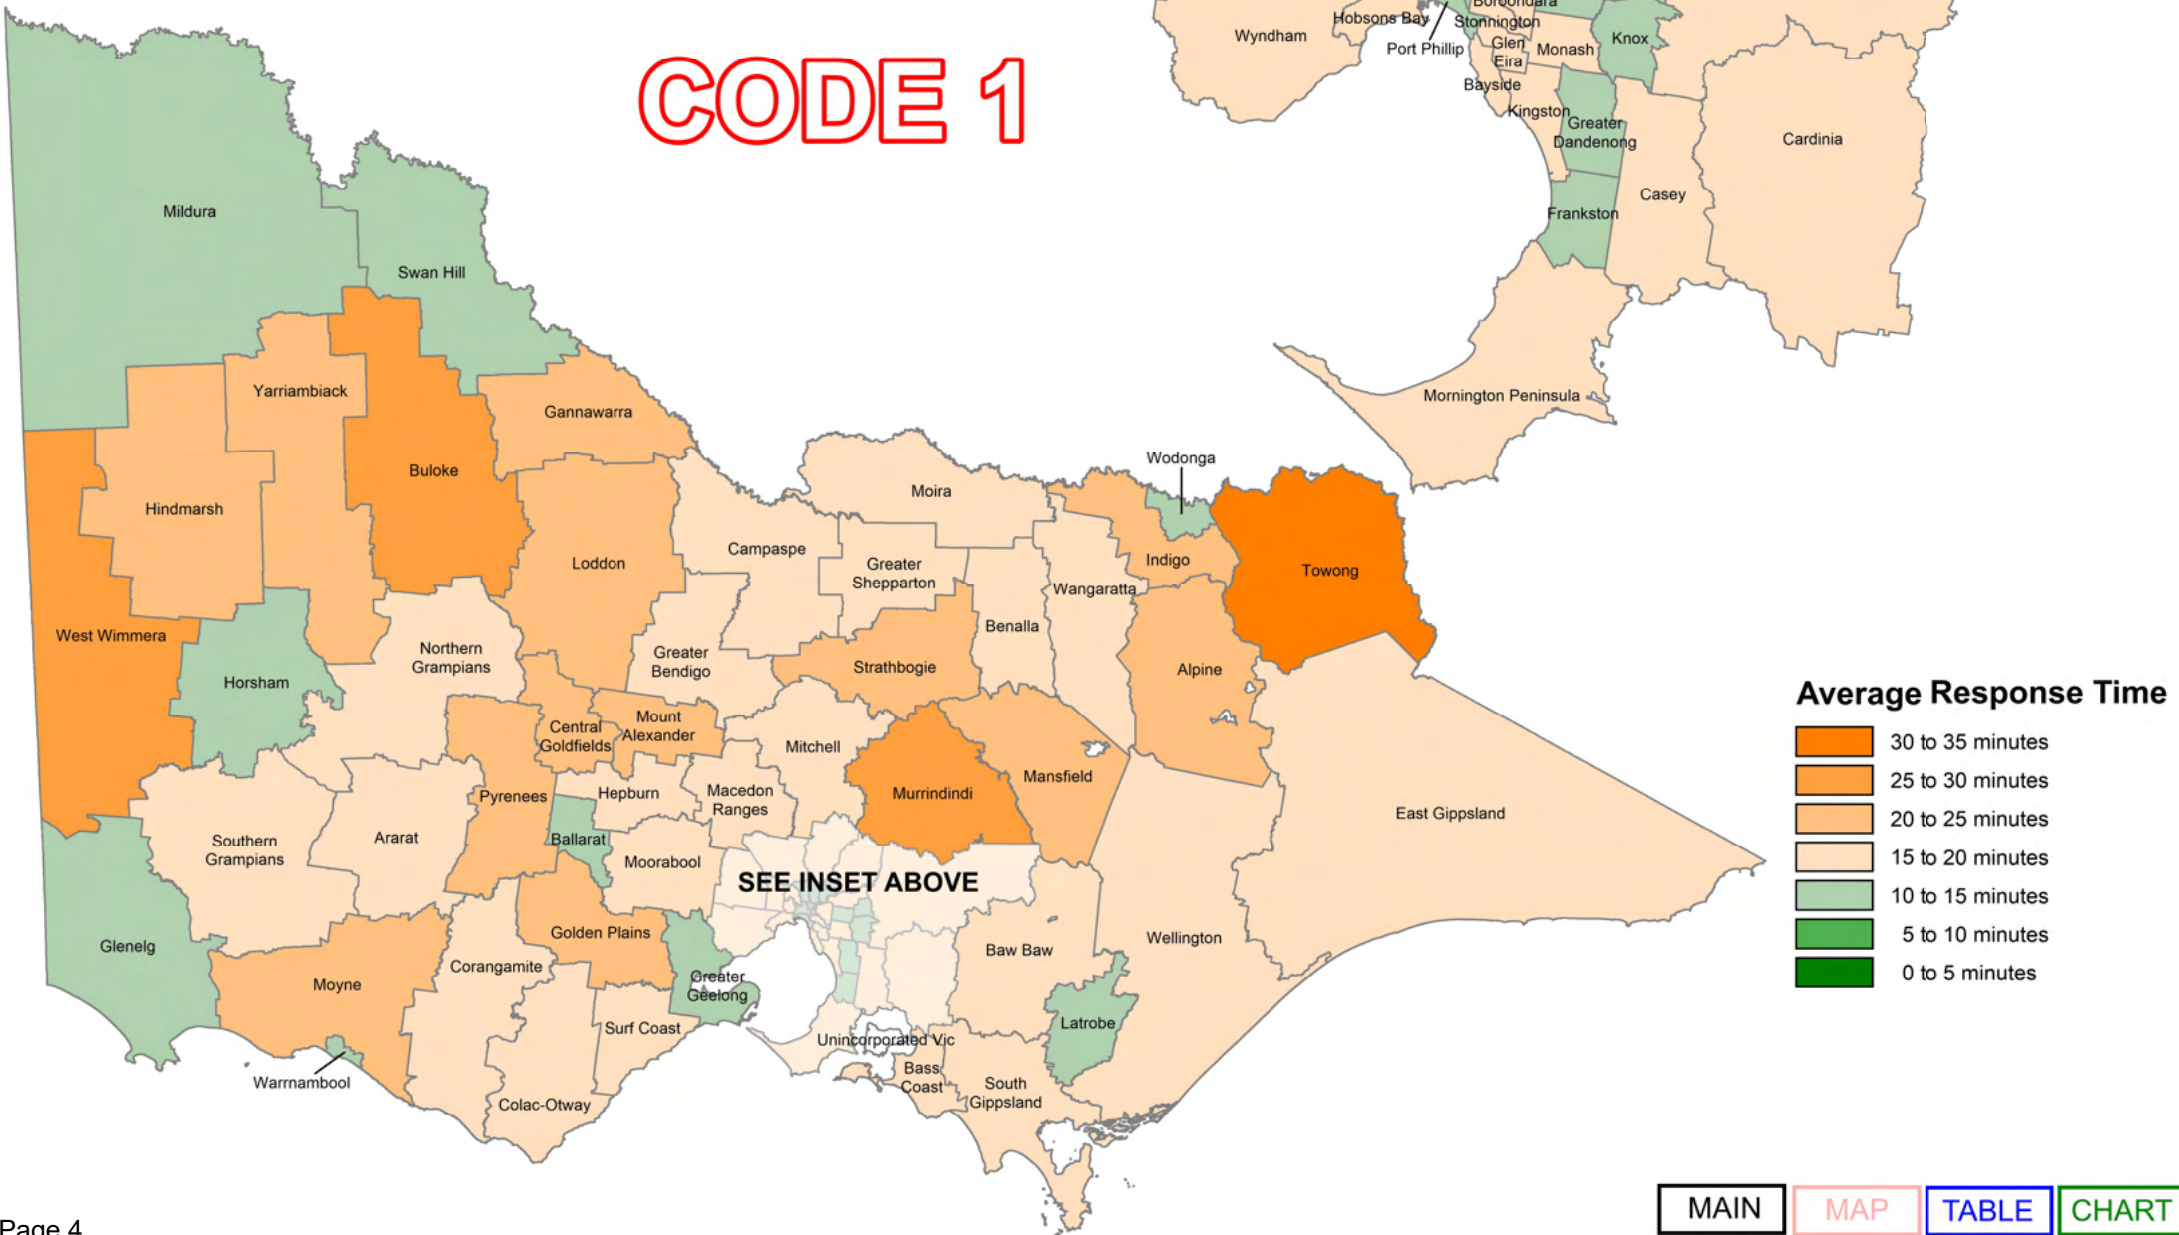 Boroondara
Hobsons Bay
Stonnington
Wyndham
Port Phillip
Glen
Eira
Monash
Knox
Bayside
CODE 1
Kingston
Greater
Dandenong
Cardinia
Casey
Frankston
Mildura
Swan Hill
Mornington Peninsula
Yarriambiack
Gannawarra
Wodonga
Buloke
Moira
Hindmarsh
Campaspe
Greater
Shepparton
Loddon
Indigo
Towong
Wangaratta
West Wimmera
Benalla
Northern
Grampians
Greater
Bendigo
Strathbogie
Alpine
Horsham
Average Response Time
30 to 35 minutes
25 to 30 minutes
20 to 25 minutes
15 to 20 minutes
10 to 15 minutes
5 to 10 minutes
0 to 5 minutes
Central
Goldfields
Mount
Alexander
Mitchell
Mansfield
Pyrenees
Hepburn
Macedon
Ranges
Murrindindi
East Gippsland
Southern
Grampians
Ararat
Ballarat
Moorabool
SEE INSET ABOVE
Glenelg
Golden Plains
Wellington
Baw Baw
Moyne
Corangamite
Greater
Geelong
Surf Coast
Latrobe
Unincorporated Vic
Warrnambool
Bass
Coast
South
Gippsland
Colac-Otway
MAIN
MAP
TABLE
CHART
Page 4